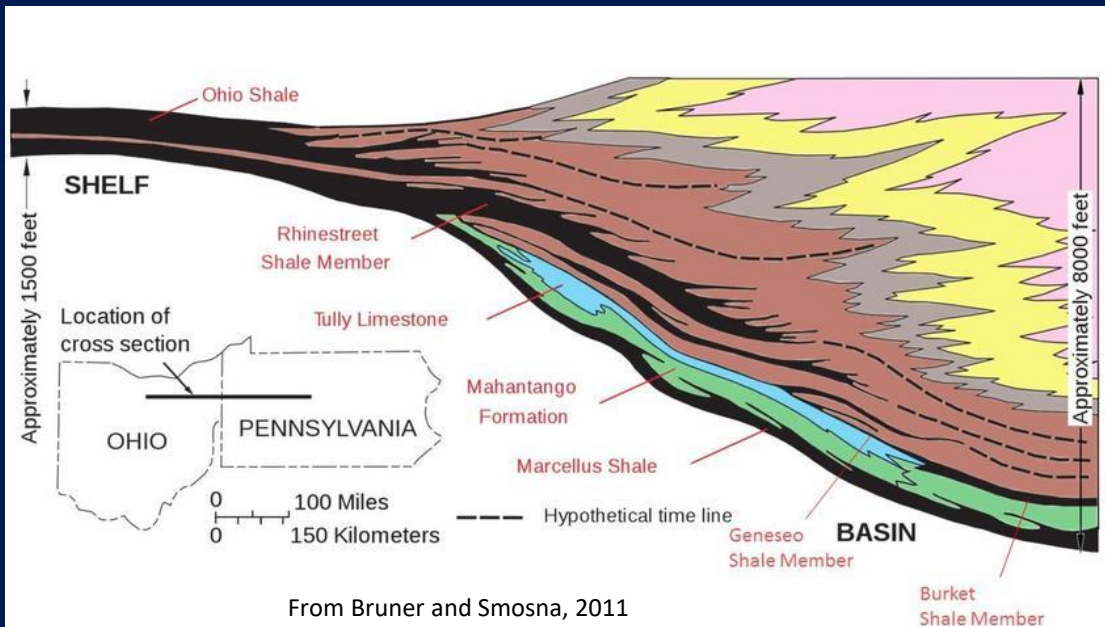 Ohio Shale
SHELF
Approximately 1500 feet
Rhinestreet
Shale Member
Tully Limestone
Location of
cross section
Mahantango
Formation
OHIO
PENNSYLVANIA
Marcellus Shale
0 100 Miles
0 150 Kilometers
Hypothetical time line
Geneseo
Shale Member
BASIN
Approximately 8000 feet
Burket
Shale Member
From Bruner and Smosna, 2011